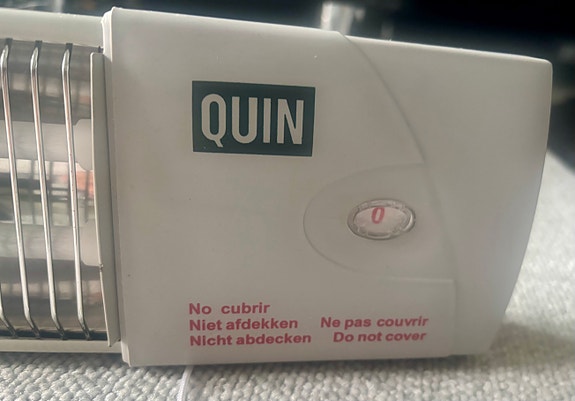 QUIN
0
No cubrir
Niet afdekken Ne pas couvrir
Nicht abdecken Do not cover